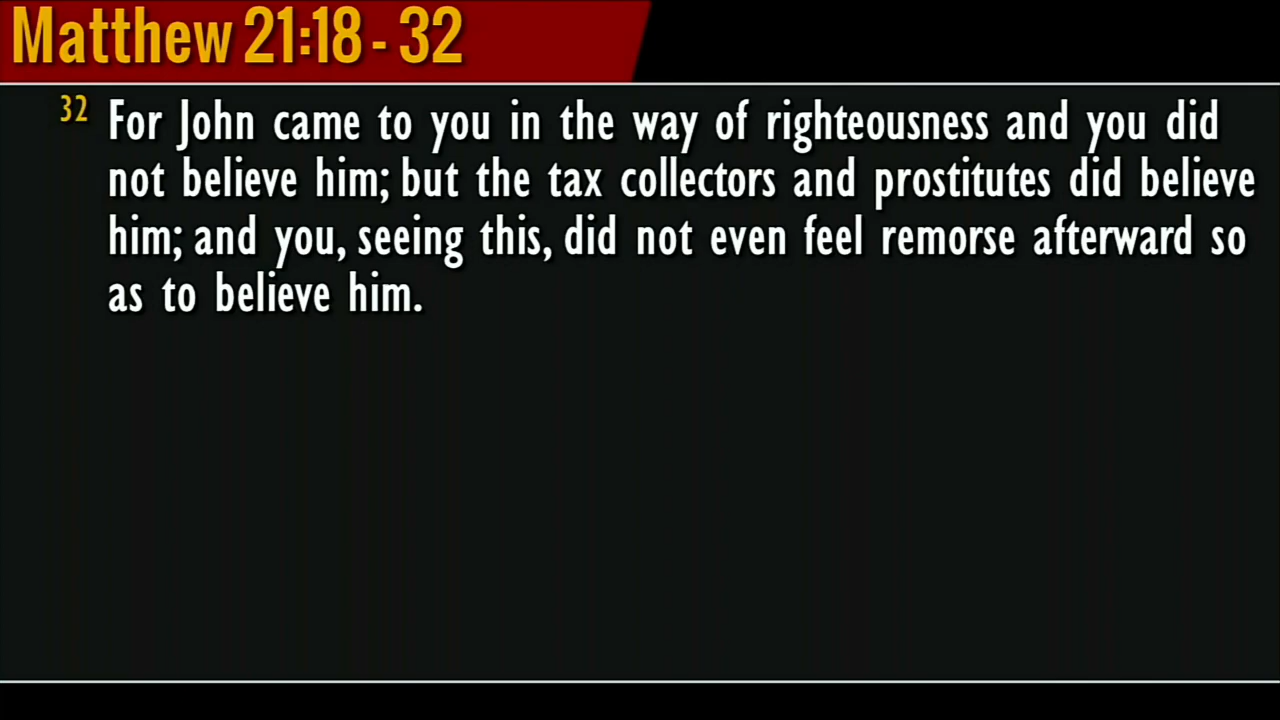 Matthew 21:18 - 32
32 For John came to you in the way of righteousness and you did
not believe him; but the tax collectors and prostitutes did believe
him; and you, seeing this, did not even feel remorse afterward so
as to believe him.